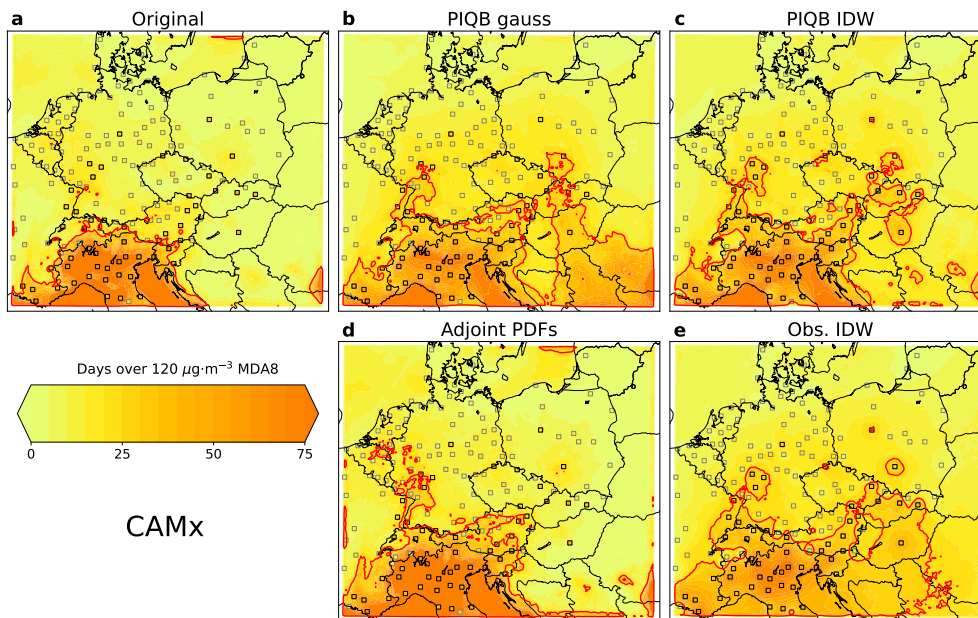 a Original
b PIQB gauss
c PIQB IDW
d Adjoint PDFs
e Obs. IDW
Days over 120 μg·m⁻³ MDA8
0 25 50 75
CAMx